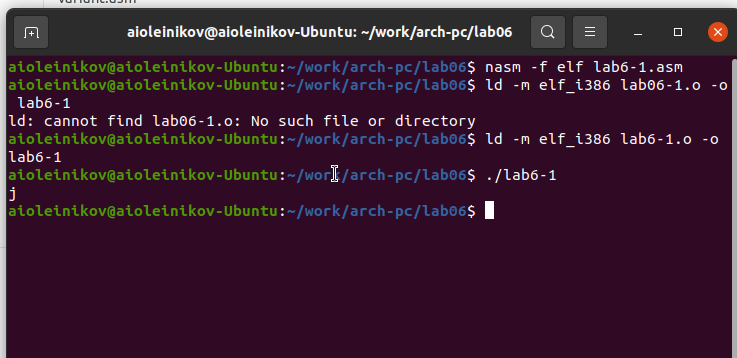 variant.asm
aioleinikov@aioleinikov-Ubuntu: ~/work/arch-pc/lab06
aioleinikov@aioleinikov-Ubuntu:~/work/arch-pc/lab06$ nasm -f elf lab6-1.asm
aioleinikov@aioleinikov-Ubuntu:~/work/arch-pc/lab06$ ld -m elf_i386 lab06-1.o -o
 lab6-1
ld: cannot find lab06-1.o: No such file or directory
aioleinikov@aioleinikov-Ubuntu:~/work/arch-pc/lab06$ ld -m elf_i386 lab6-1.o -o
lab6-1
aioleinikov@aioleinikov-Ubuntu:~/work/arch-pc/lab06$ ./lab6-1
j
aioleinikov@aioleinikov-Ubuntu:~/work/arch-pc/lab06$